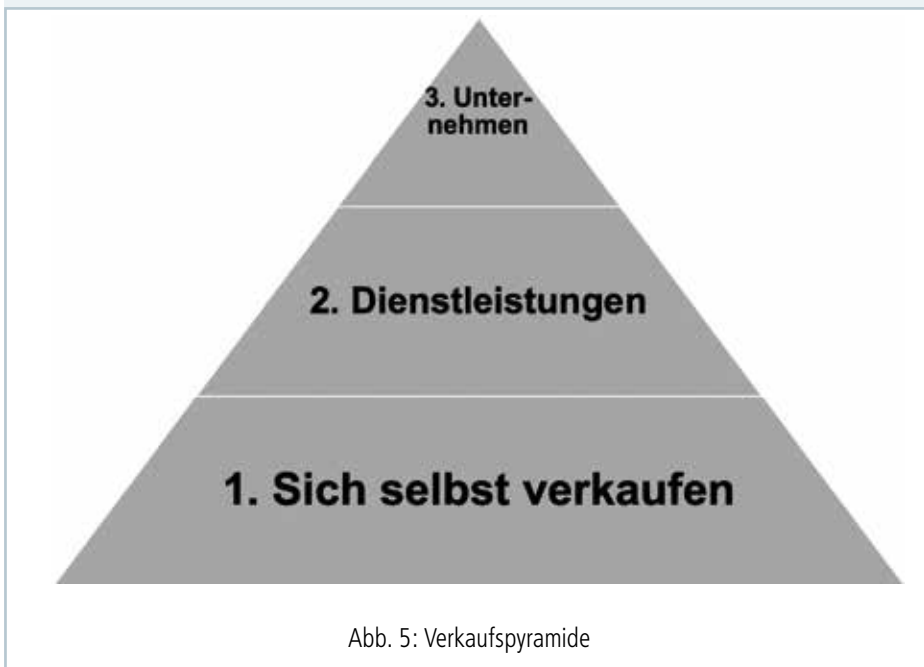 3. Unter-
nehmen
2. Dienstleistungen
1. Sich selbst verkaufen
Abb. 5: Verkaufspyramide